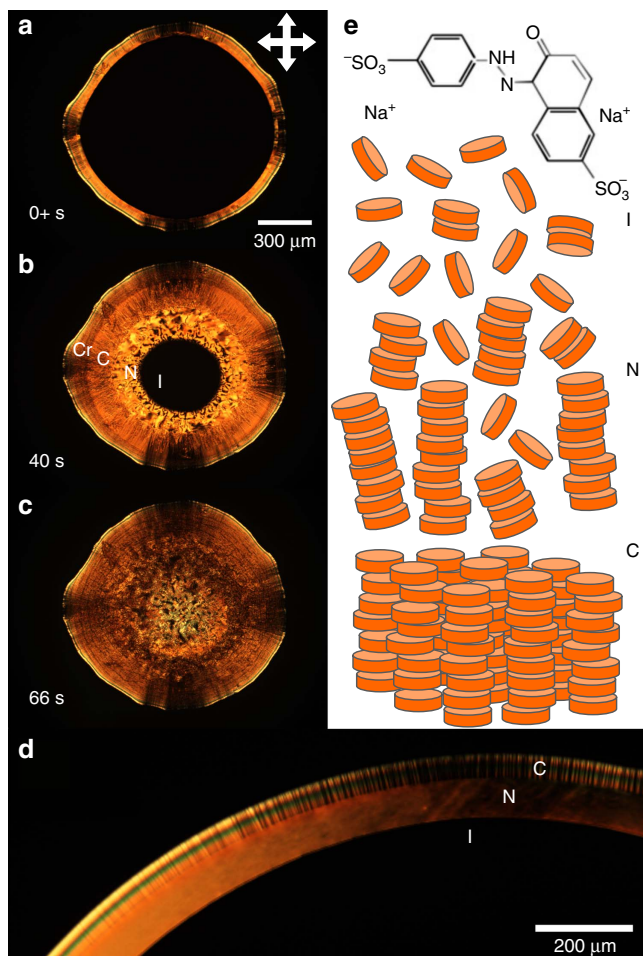 a
0+ s
300 μm
b
Cr
C
N
I
40 s
c
66 s
d
C
N
I
200 μm
e
O
NH
N
⁻SO₃
Na⁺
Na⁺
SO₃⁻
I
N
C